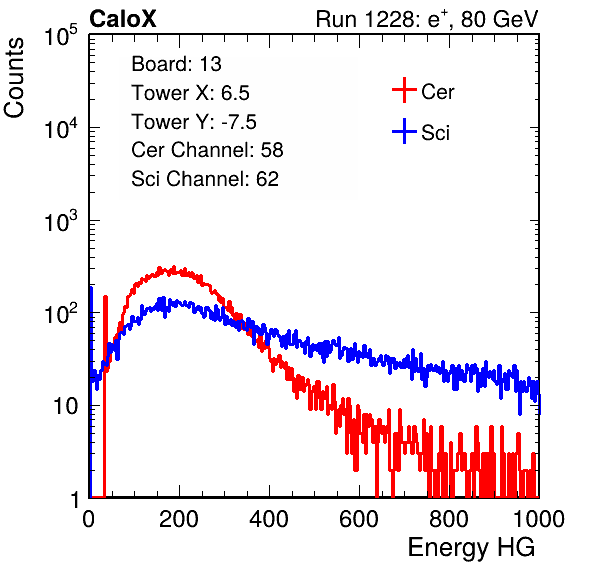 CaloX Run 1228: e⁺, 80 GeV
Counts
10⁵
10⁴
10³
10²
10
1
Board: 13
Tower X: 6.5
Tower Y: -7.5
Cer Channel: 58
Sci Channel: 62
Cer
Sci
0 200 400 600 800 1000
Energy HG